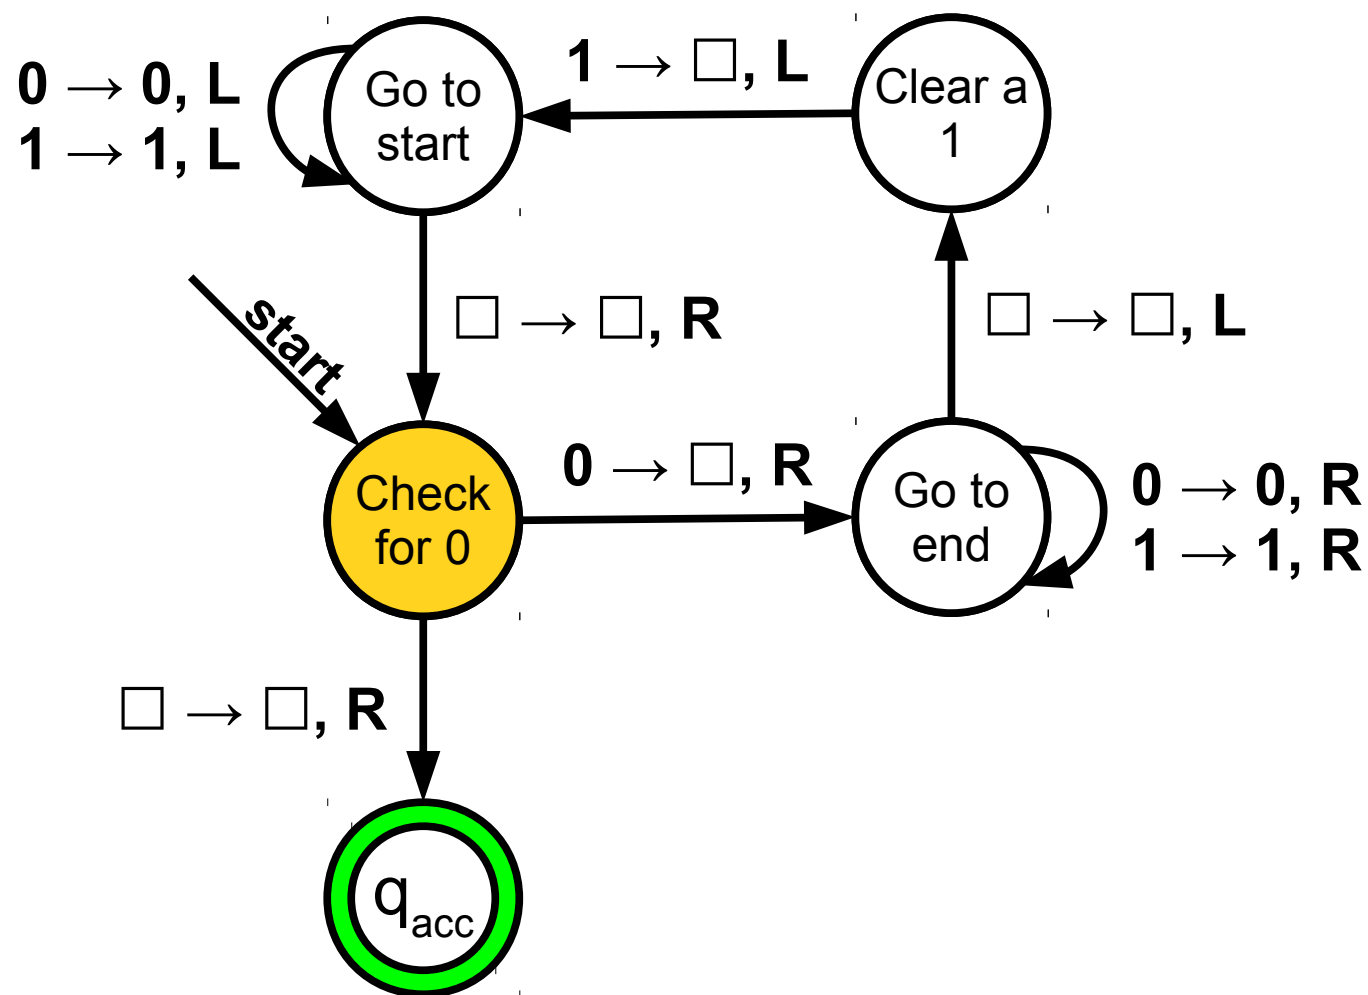 0 → 0, L
1 → 1, L
Go to
start
1 → □, L
Clear a
1
start
□ → □, R
□ → □, L
Check
for 0
0 → □, R
Go to
end
0 → 0, R
1 → 1, R
□ → □, R
qacc